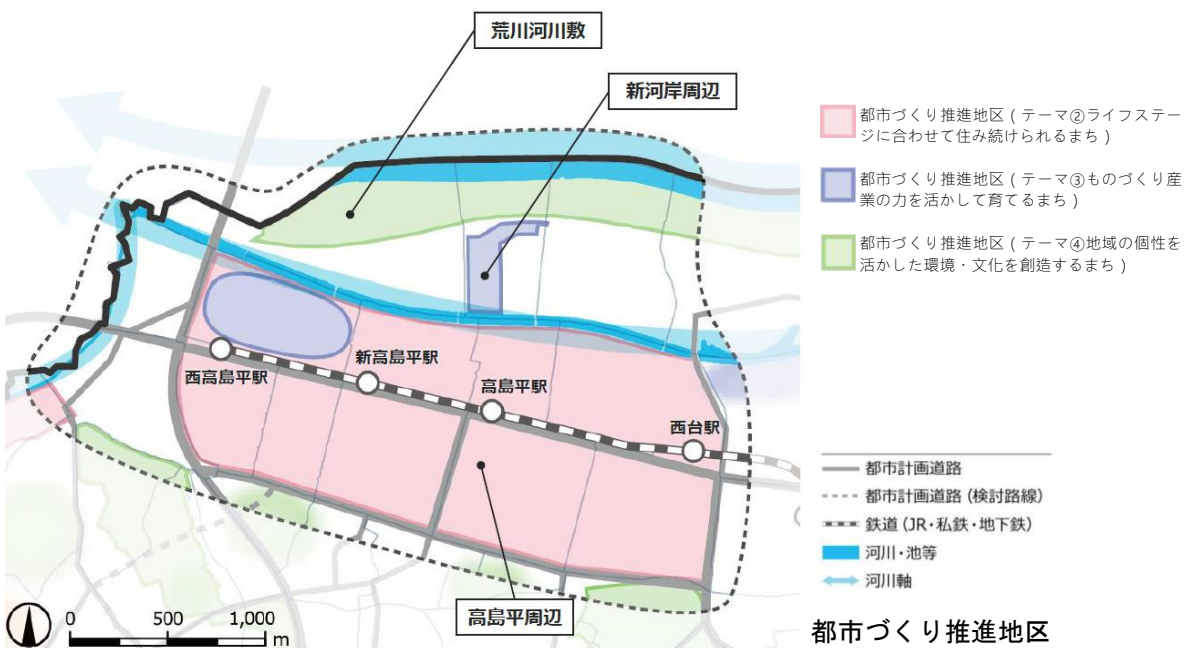 荒川河川敷
新河岸周辺
都市づくり推進地区(テーマ②ライフステー
ジに合わせて住み続けられるまち)
都市づくり推進地区(テーマ③ものづくり産
業の力を活かして育てるまち)
都市づくり推進地区(テーマ④地域の個性を
活かした環境・文化を創造するまち)
西高島平駅
新高島平駅
高島平駅
西台駅
都市計画道路
都市計画道路(検討路線)
鉄道(JR・私鉄・地下鉄)
河川・池等
河川軸
高島平周辺
0 500 1,000
m
都市づくり推進地区